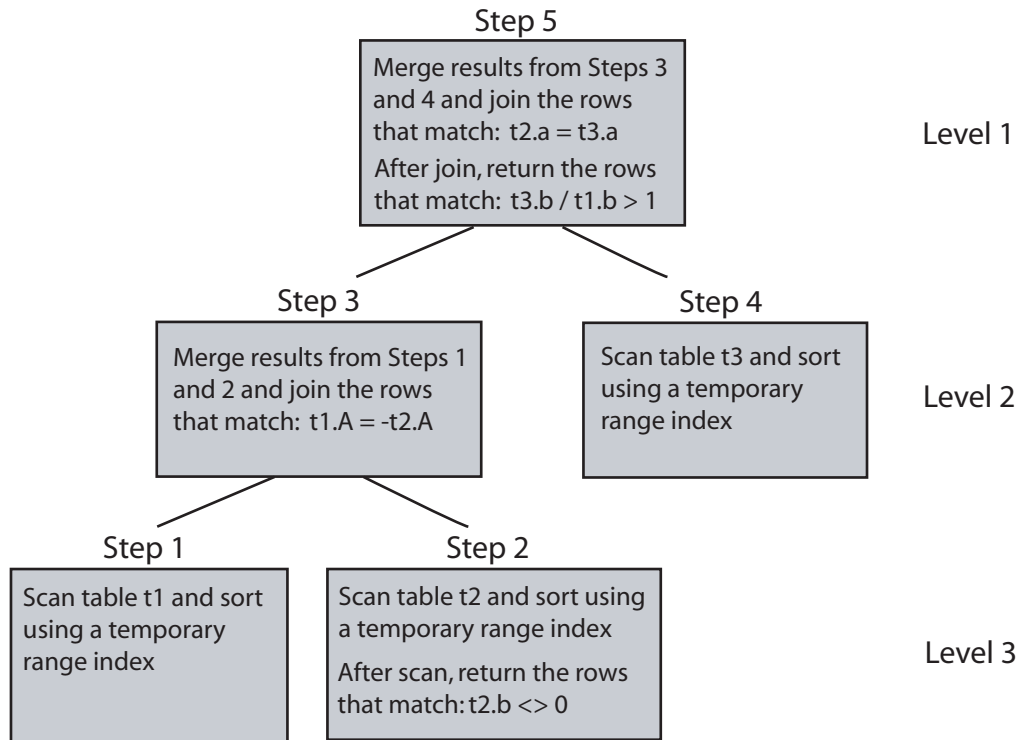 Step 5
Merge results from Steps 3
and 4 and join the rows
that match: t2.a = t3.a
After join, return the rows
that match: t3.b / t1.b > 1
Level 1
Step 3
Merge results from Steps 1
and 2 and join the rows
that match: t1.A = -t2.A
Step 4
Scan table t3 and sort
using a temporary
range index
Level 2
Step 1
Scan table t1 and sort
using a temporary
range index
Step 2
Scan table t2 and sort using
a temporary range index
After scan, return the rows
that match: t2.b <> 0
Level 3